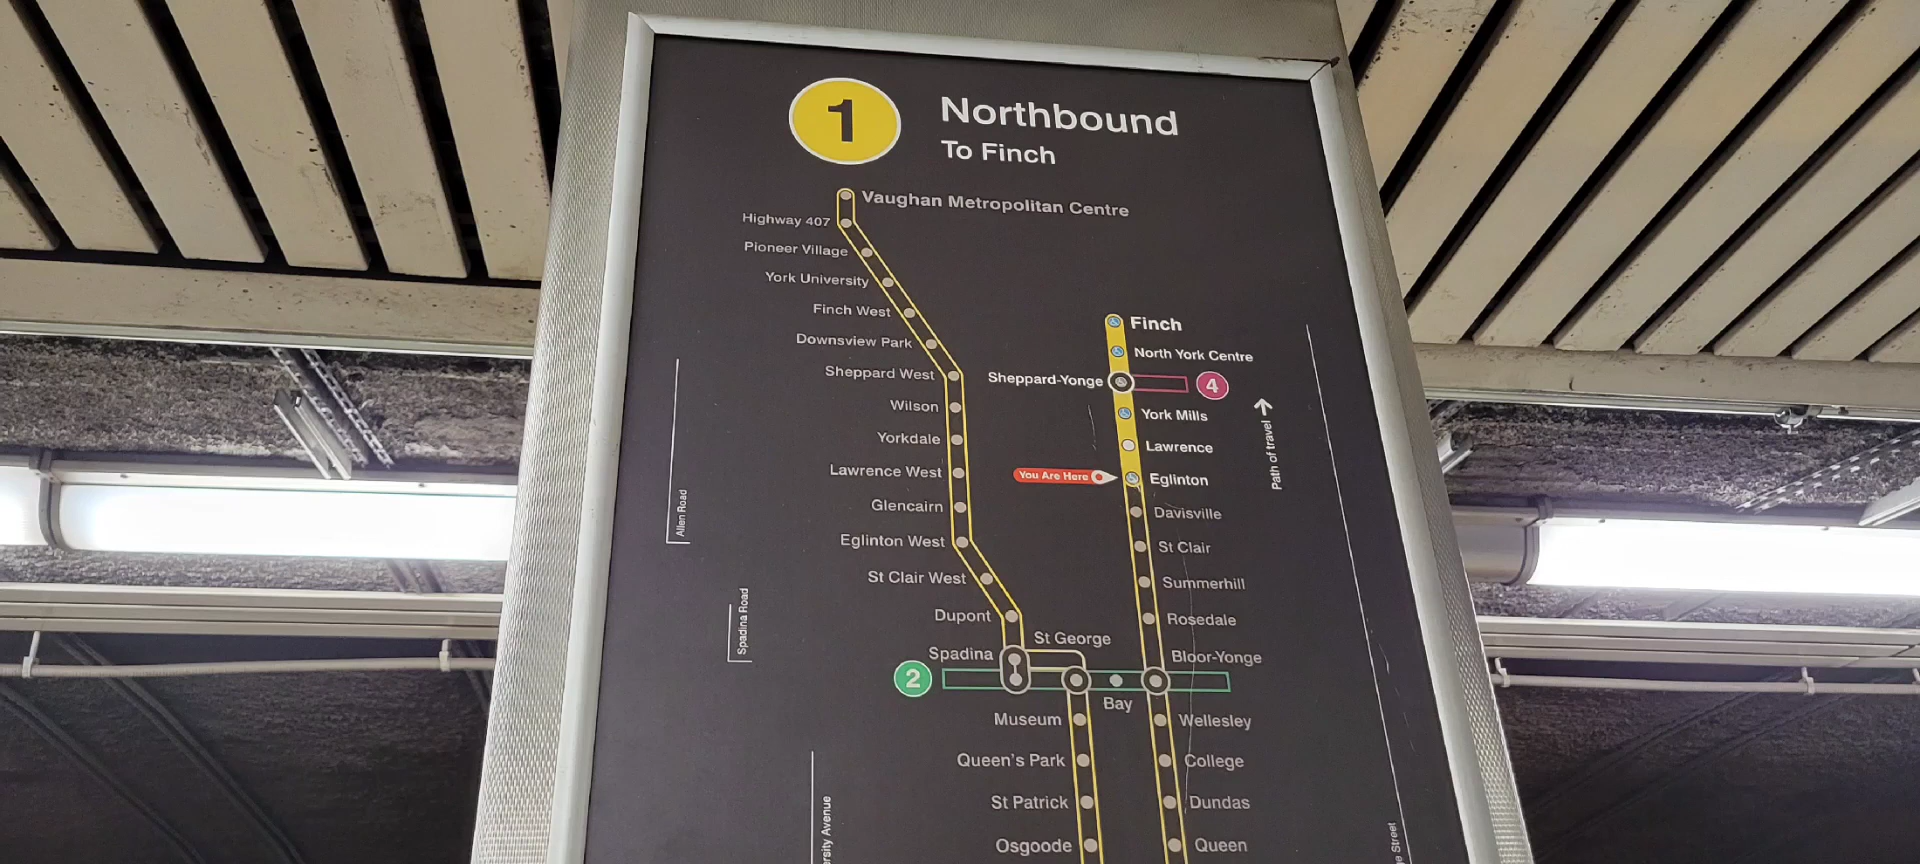 1
Northbound
To Finch
Vaughan Metropolitan Centre
Highway 407
Pioneer Village
York University
Finch West
Downsview Park
Sheppard West
Wilson
Yorkdale
Lawrence West
Glencairn
Eglinton West
St Clair West
Dupont
Spadina
St George
2
Bay
Museum
Queen's Park
St Patrick
Osgoode
Finch
North York Centre
Sheppard-Yonge
4
York Mills
Lawrence
You Are Here
Eglinton
Davisville
St Clair
Summerhill
Rosedale
Bloor-Yonge
Wellesley
College
Dundas
Queen
Path of travel
Allen Road
Spadina Road
Avenue
Street